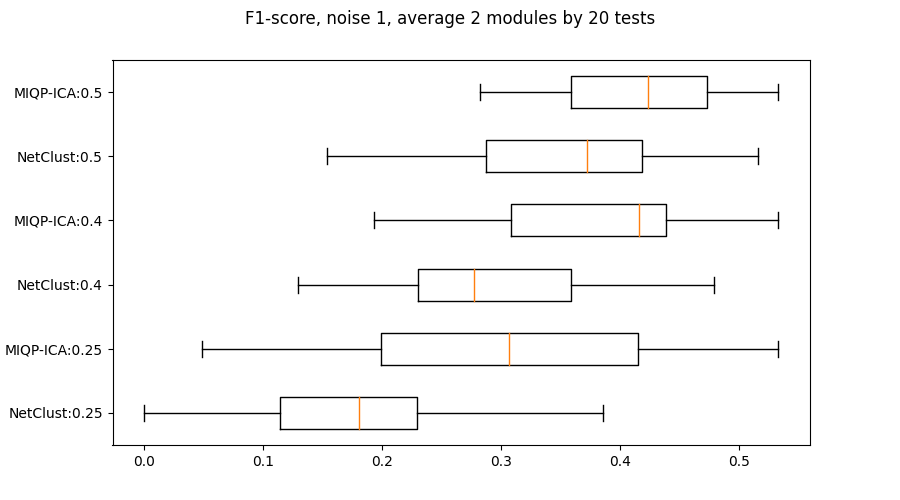 F1-score, noise 1, average 2 modules by 20 tests
MIQP-ICA:0.5
NetClust:0.5
MIQP-ICA:0.4
NetClust:0.4
MIQP-ICA:0.25
NetClust:0.25
0.0 0.1 0.2 0.3 0.4 0.5